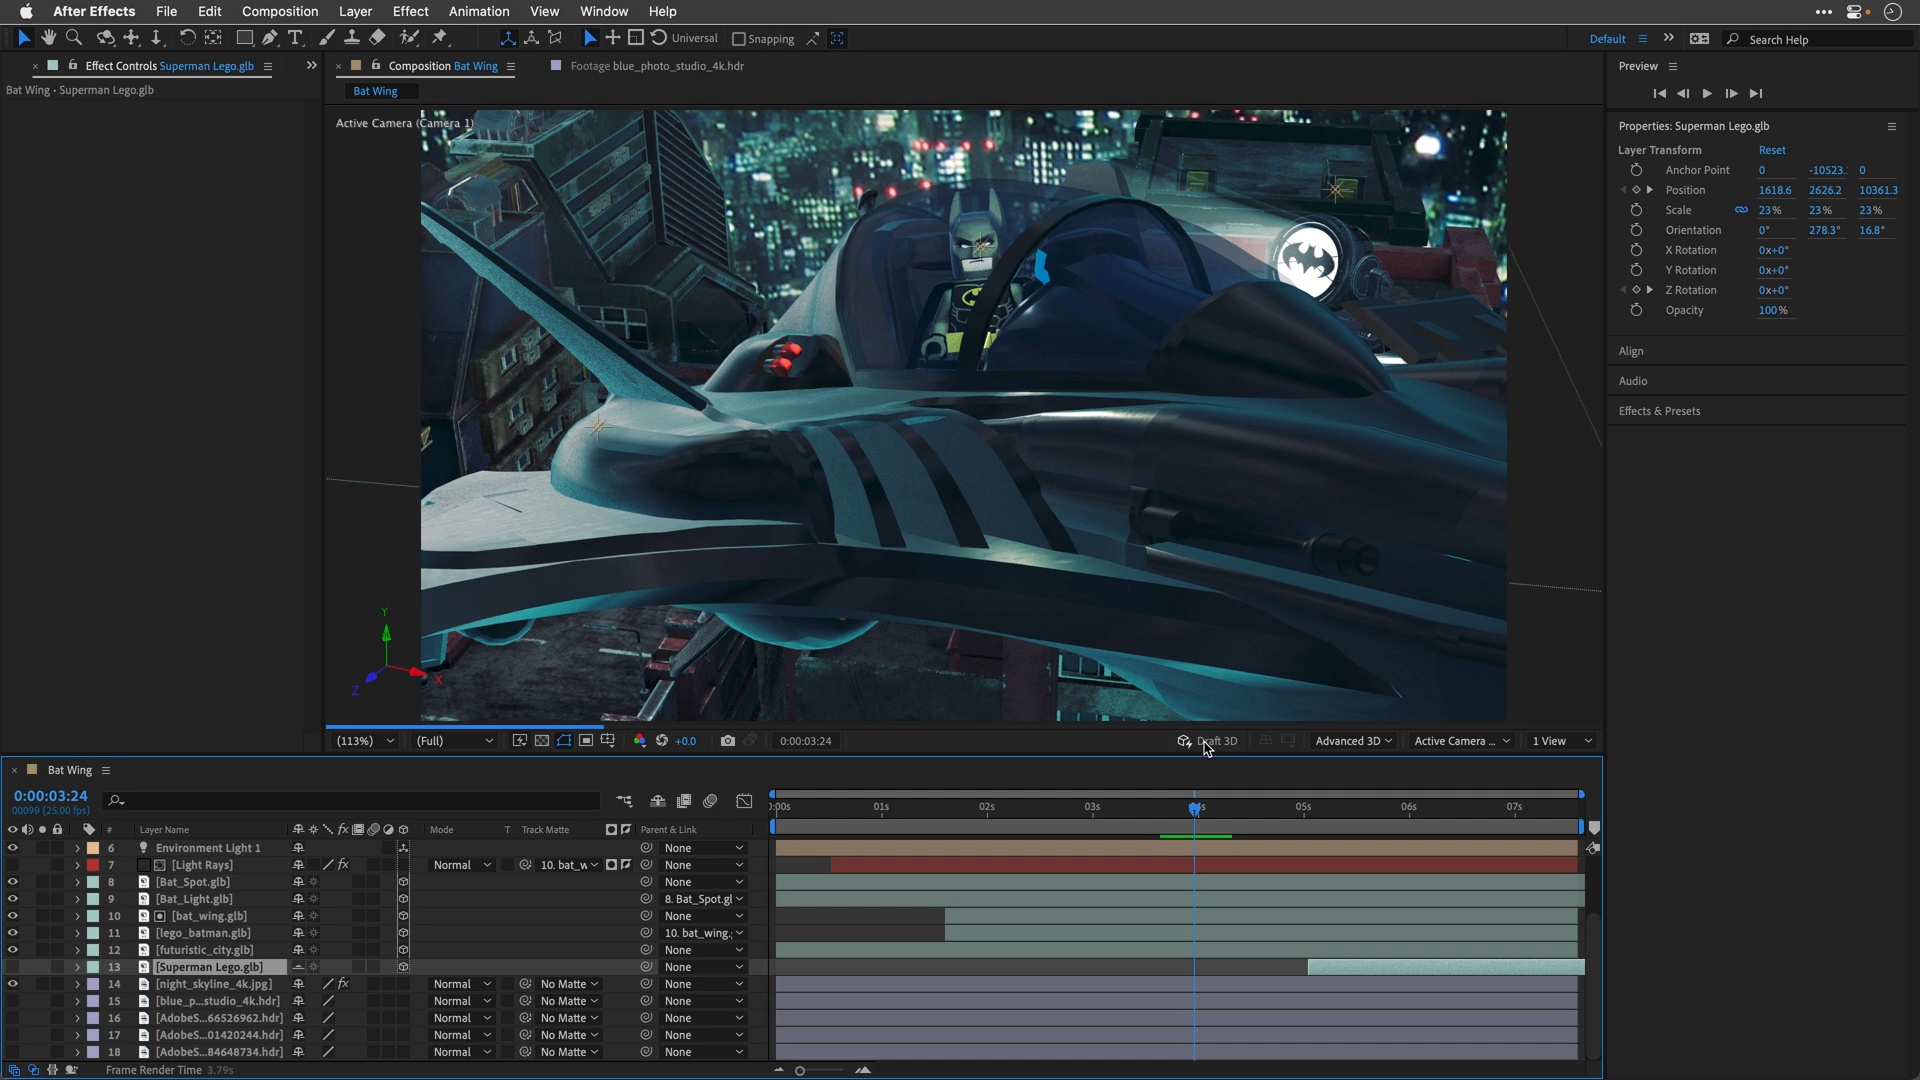 After Effects File Edit Composition Layer Effect Animation View Window Help
Universal Snapping Default Search Help
Effect Controls Superman Lego.glb
Composition Bat Wing
Footage blue_photo_studio_4k.hdr
Preview
Bat Wing • Superman Lego.glb
Bat Wing
Active Camera (Camera 1)
Properties: Superman Lego.glb
Layer Transform Reset
Anchor Point 0 -10523. 0
Position 1618.6 2626.2 10361.3
Scale 23% 23% 23%
Orientation 0° 278.3° 16.8°
X Rotation 0x+0°
Y Rotation 0x+0°
Z Rotation 0x+0°
Opacity 100%
Align
Audio
Effects & Presets
Y
X
Z
(113%) (Full) +0.0 0:00:03:24 Draft 3D Advanced 3D Active Camera ... 1 View
Bat Wing
0:00:03:24
00099 (25.00 fps)
0:00s 01s 02s 03s 05s 06s 07s
# Layer Name Mode T Track Matte Parent & Link
6 Environment Light 1 None
7 [Light Rays] Normal 10. bat_w None
8 [Bat_Spot.glb] None
9 [Bat_Light.glb] 8. Bat_Spot.gl
10 [bat_wing.glb] None
11 [lego_batman.glb] 10. bat_wing.
12 [futuristic_city.glb] None
13 [Superman Lego.glb] None
14 [night_skyline_4k.jpg] Normal No Matte None
15 [blue_p...studio_4k.hdr] Normal No Matte None
16 [AdobeS...66526962.hdr] Normal No Matte None
17 [AdobeS...01420244.hdr] Normal No Matte None
18 [AdobeS...84648734.hdr] Normal No Matte None
Frame Render Time 3.79s